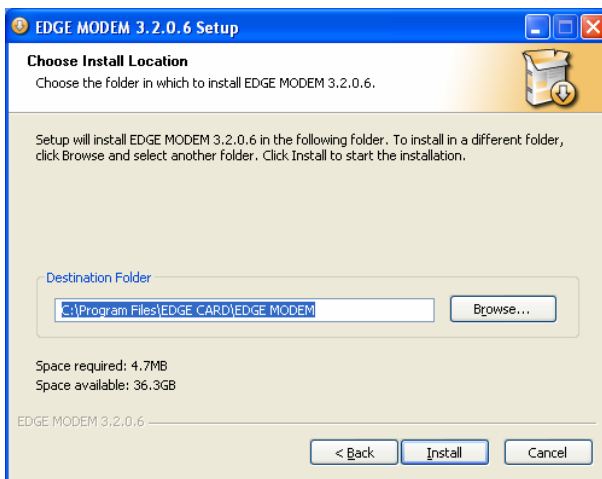 EDGE MODEM 3.2.0.6 Setup
Choose Install Location
Choose the folder in which to install EDGE MODEM 3.2.0.6.
Setup will install EDGE MODEM 3.2.0.6 in the following folder. To install in a different folder,
click Browse and select another folder. Click Install to start the installation.
Destination Folder
C:\Program Files\EDGE CARD\EDGE MODEM
Browse...
Space required: 4.7MB
Space available: 36.3GB
EDGE MODEM 3.2.0.6
< Back Install Cancel